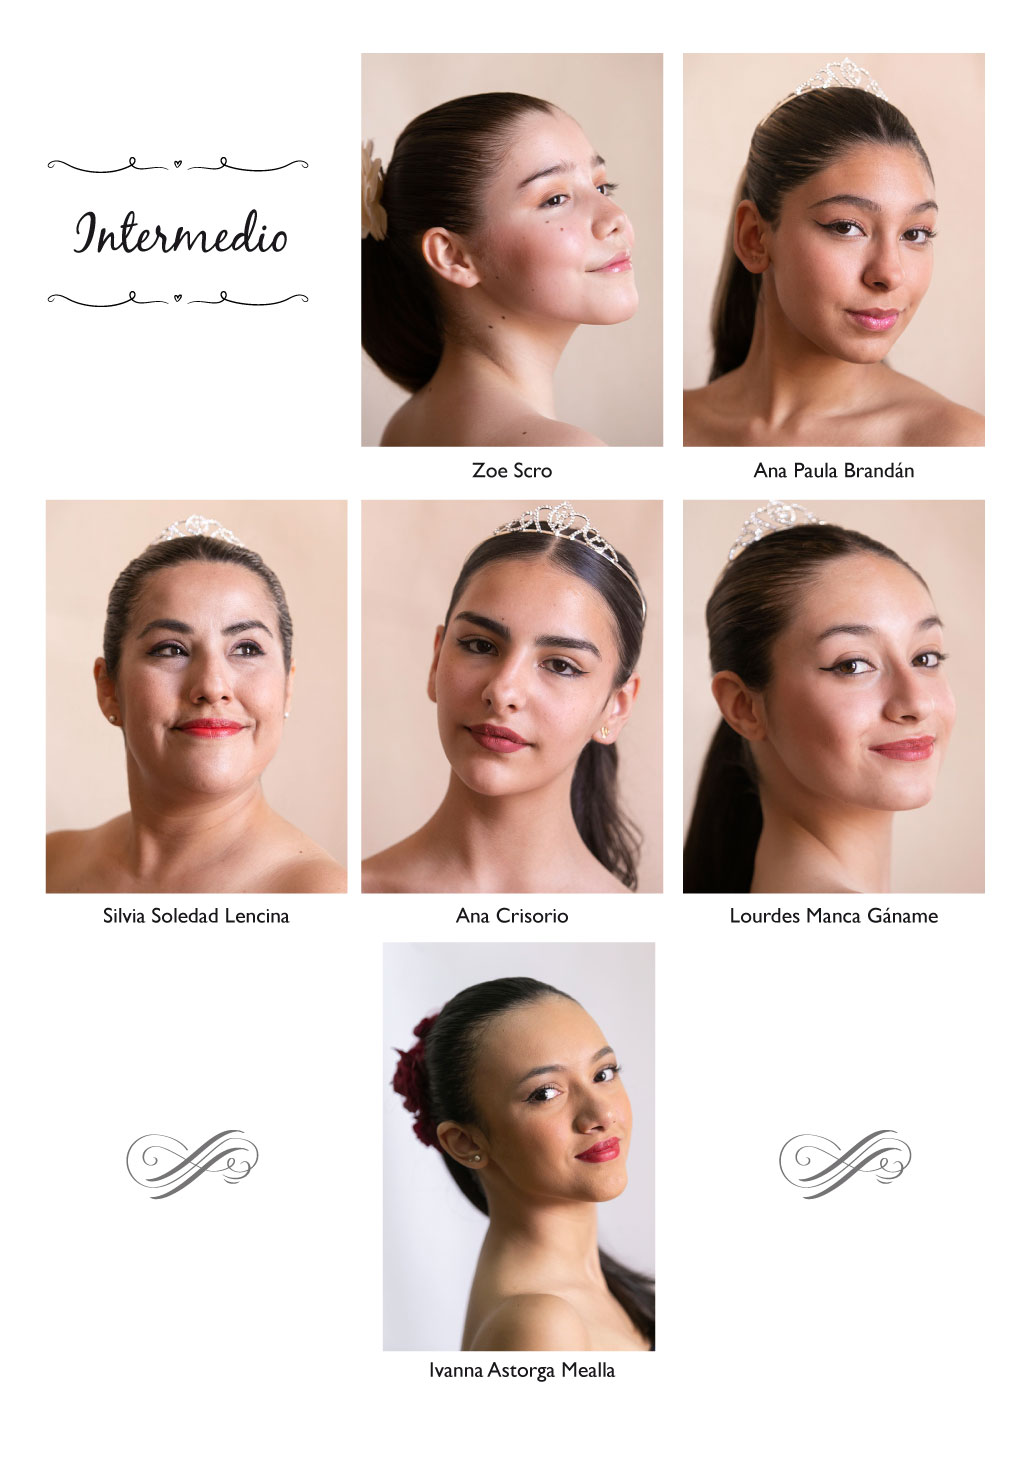 Intermedio
Zoe Scro
Ana Paula Brandán
Silvia Soledad Lencina
Ana Crisorio
Lourdes Manca Gáname
Ivanna Astorga Mealla